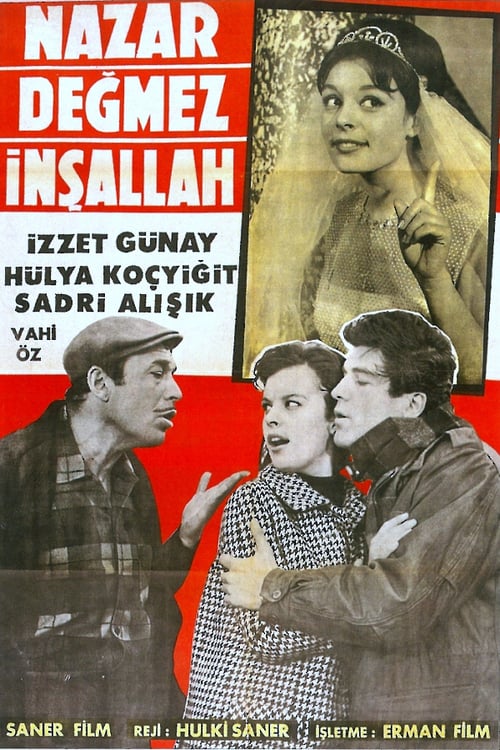 NAZAR
DEĞMEZ
İNŞALLAH
İZZET GÜNAY
HÜLYA KOÇYİĞİT
SADRİ ALIŞIK
VAHİ
ÖZ
SANER FİLM REJİ : HULKİ SANER İŞLETME : ERMAN FİLM